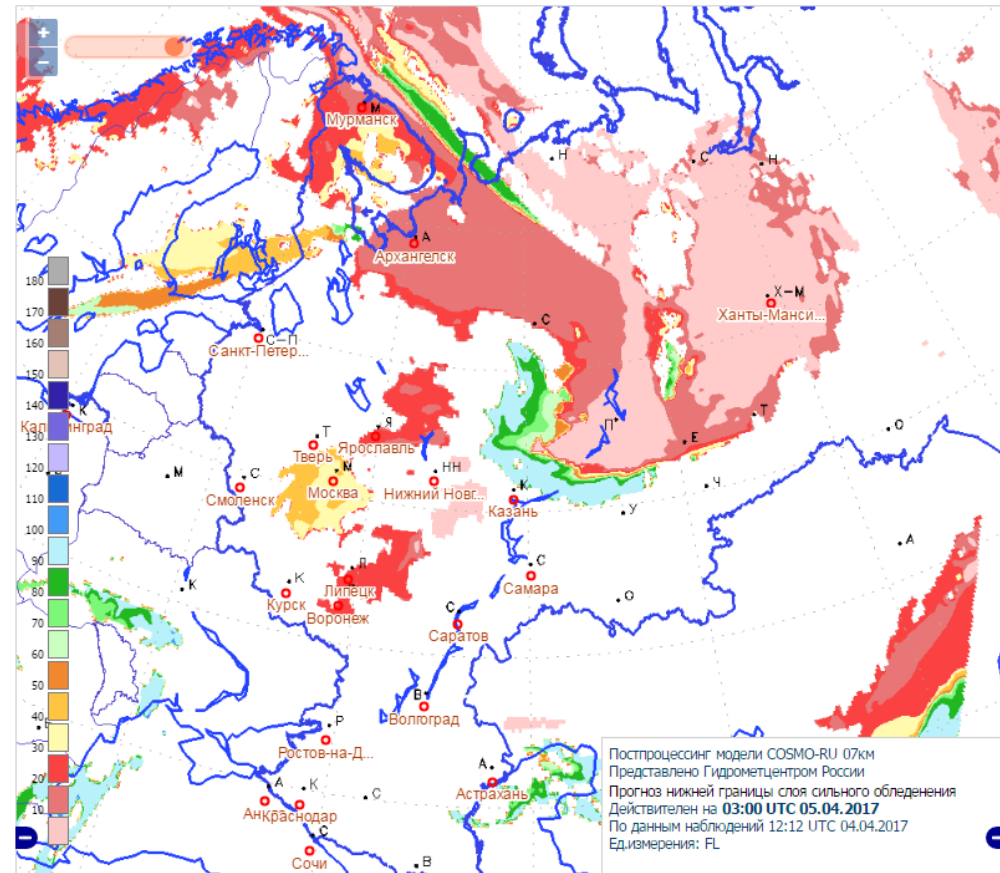 +
−
М
Мурманск
Н
С
Н
А
Архангельск
Х-М
Ханты-Манси...
С
С-П
Санкт-Петер...
180
170
160
150
140
130
120
110
100
90
80
70
60
50
40
30
20
10
К
Т
Тверь
Я
Ярославль
П
Е
Т
О
М
С
Смоленск
М
Москва
НН
Нижний Новг...
К
Казань
Ч
У
А
К
К
Курск
Л
Липецк
Воронеж
С
Самара
О
С
Саратов
В
Волгоград
Р
Ростов-на-Д...
А
К
Краснодар
С
А
Астрахань
С
Сочи
В
Постпроцессинг модели COSMO-RU 07км
Представлено Гидрометцентром России
Прогноз нижней границы слоя сильного обледенения
Действителен на 03:00 UTC 05.04.2017
По данным наблюдений 12:12 UTC 04.04.2017
Ед.измерения: FL